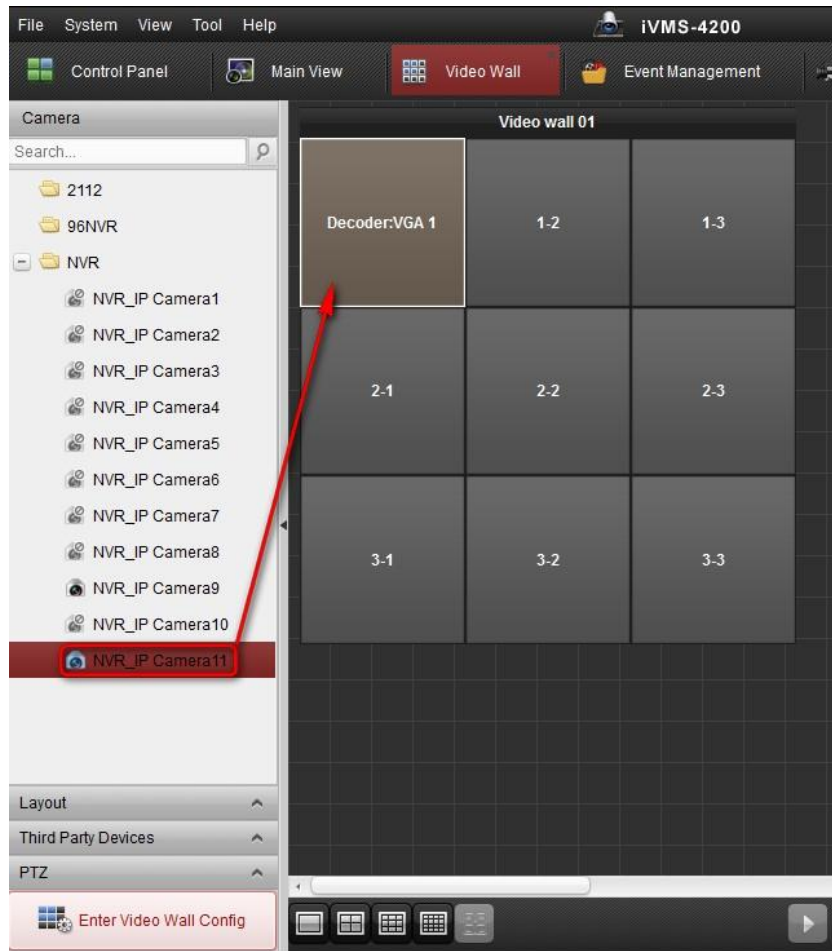 File System View Tool Help iVMS-4200
Control Panel Main View Video Wall Event Management
Camera
Search...
2112
96NVR
NVR
NVR_IP Camera1
NVR_IP Camera2
NVR_IP Camera3
NVR_IP Camera4
NVR_IP Camera5
NVR_IP Camera6
NVR_IP Camera7
NVR_IP Camera8
NVR_IP Camera9
NVR_IP Camera10
NVR_IP Camera11
Layout
Third Party Devices
PTZ
Enter Video Wall Config
Video wall 01
Decoder:VGA 1 1-2 1-3
2-1 2-2 2-3
3-1 3-2 3-3